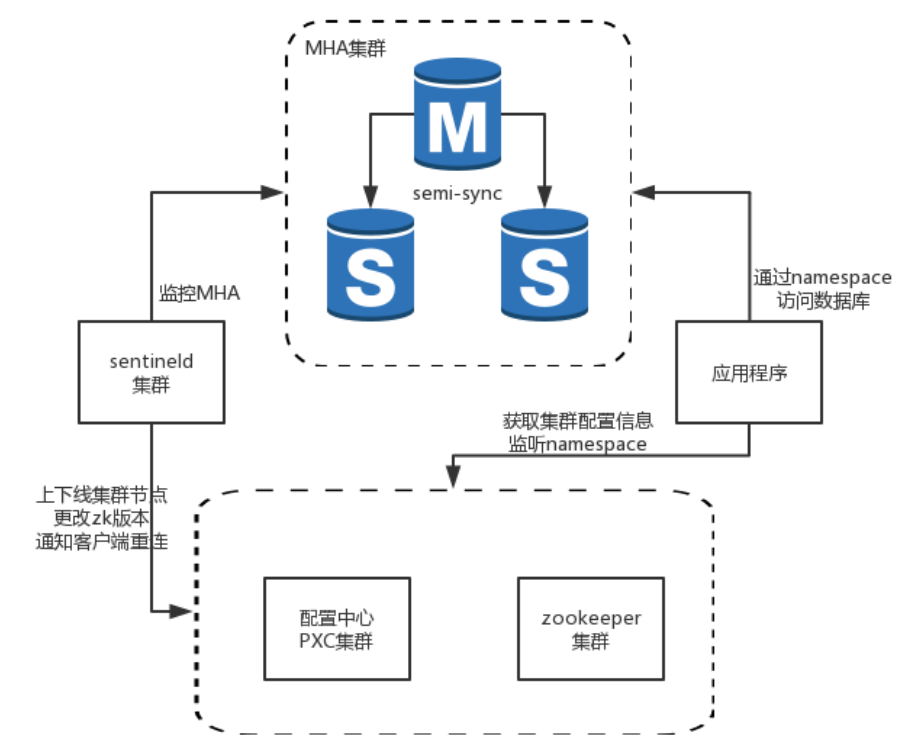 MHA集群
M
semi-sync
S
S
监控MHA
通过namespace
访问数据库
sentineld
集群
应用程序
获取集群配置信息
监听namespace
上下线集群节点
更改zk版本
通知客户端重连
配置中心
PXC集群
zookeeper
集群